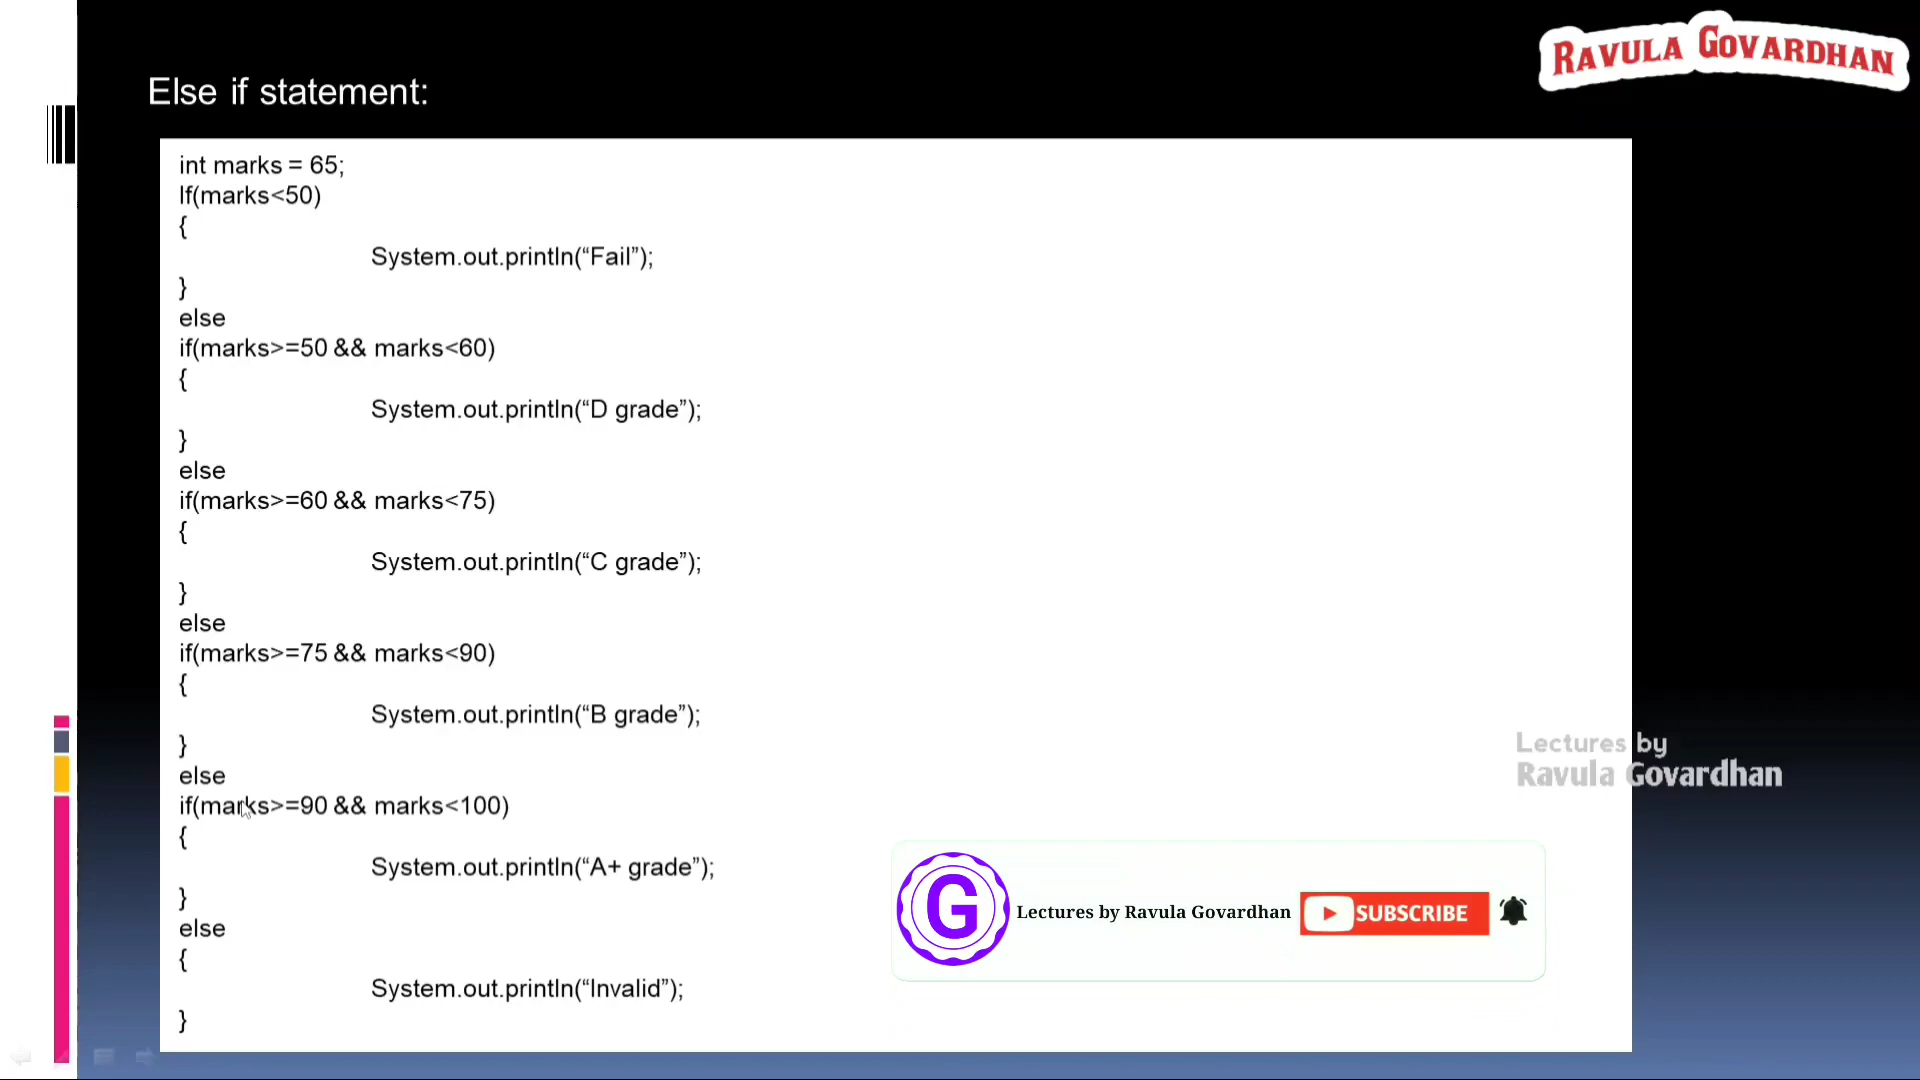 RAVULA GOVARDHAN
Else if statement:
int marks = 65;
If(marks<50)
{
System.out.println(“Fail”);
}
else
if(marks>=50 && marks<60)
{
System.out.println(“D grade”);
}
else
if(marks>=60 && marks<75)
{
System.out.println(“C grade”);
}
else
if(marks>=75 && marks<90)
{
System.out.println(“B grade”);
}
else
if(marks>=90 && marks<100)
{
System.out.println(“A+ grade”);
}
else
{
System.out.println(“Invalid”);
}
Lectures by
Ravula Govardhan
G
Lectures by Ravula Govardhan
SUBSCRIBE